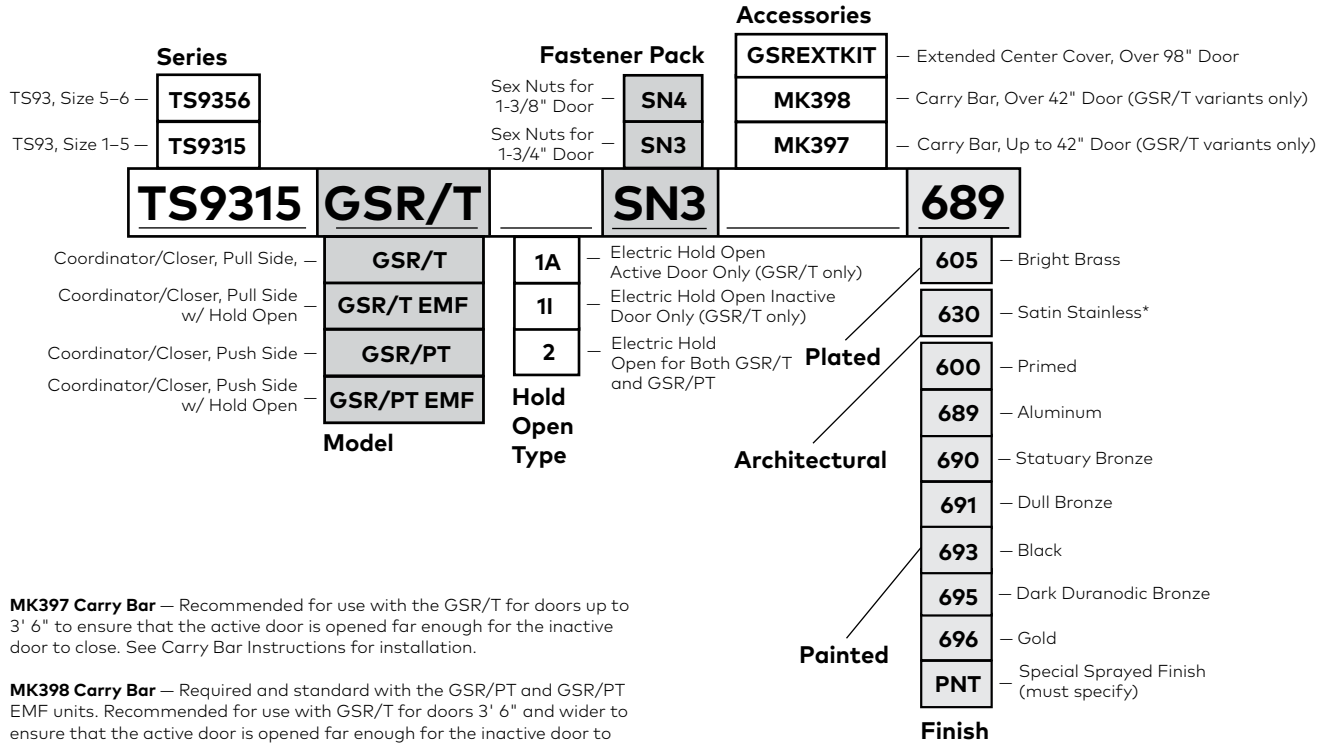 Accessories
GSREXTKIT — Extended Center Cover, Over 98" Door
MK398 — Carry Bar, Over 42" Door (GSR/T variants only)
MK397 — Carry Bar, Up to 42" Door (GSR/T variants only)
Series
TS93, Size 5–6 — TS9356
TS93, Size 1–5 — TS9315
Fastener Pack
Sex Nuts for
1-3/8" Door — SN4
Sex Nuts for
1-3/4" Door — SN3
TS9315 GSR/T SN3 689
Coordinator/Closer, Pull Side, — GSR/T
Coordinator/Closer, Pull Side
w/ Hold Open — GSR/T EMF
Coordinator/Closer, Push Side — GSR/PT
Coordinator/Closer, Push Side
w/ Hold Open — GSR/PT EMF
Model
1A — Electric Hold Open
Active Door Only (GSR/T only)
1I — Electric Hold Open Inactive
Door Only (GSR/T only)
2 — Electric Hold
Open for Both GSR/T
and GSR/PT
Hold
Open
Type
Plated
Architectural
Painted
605 — Bright Brass
630 — Satin Stainless*
600 — Primed
689 — Aluminum
690 — Statuary Bronze
691 — Dull Bronze
693 — Black
695 — Dark Duranodic Bronze
696 — Gold
PNT — Special Sprayed Finish
(must specify)
Finish
MK397 Carry Bar — Recommended for use with the GSR/T for doors up to
3' 6" to ensure that the active door is opened far enough for the inactive
door to close. See Carry Bar Instructions for installation.
MK398 Carry Bar — Required and standard with the GSR/PT and GSR/PT
EMF units. Recommended for use with GSR/T for doors 3' 6" and wider to
ensure that the active door is opened far enough for the inactive door to